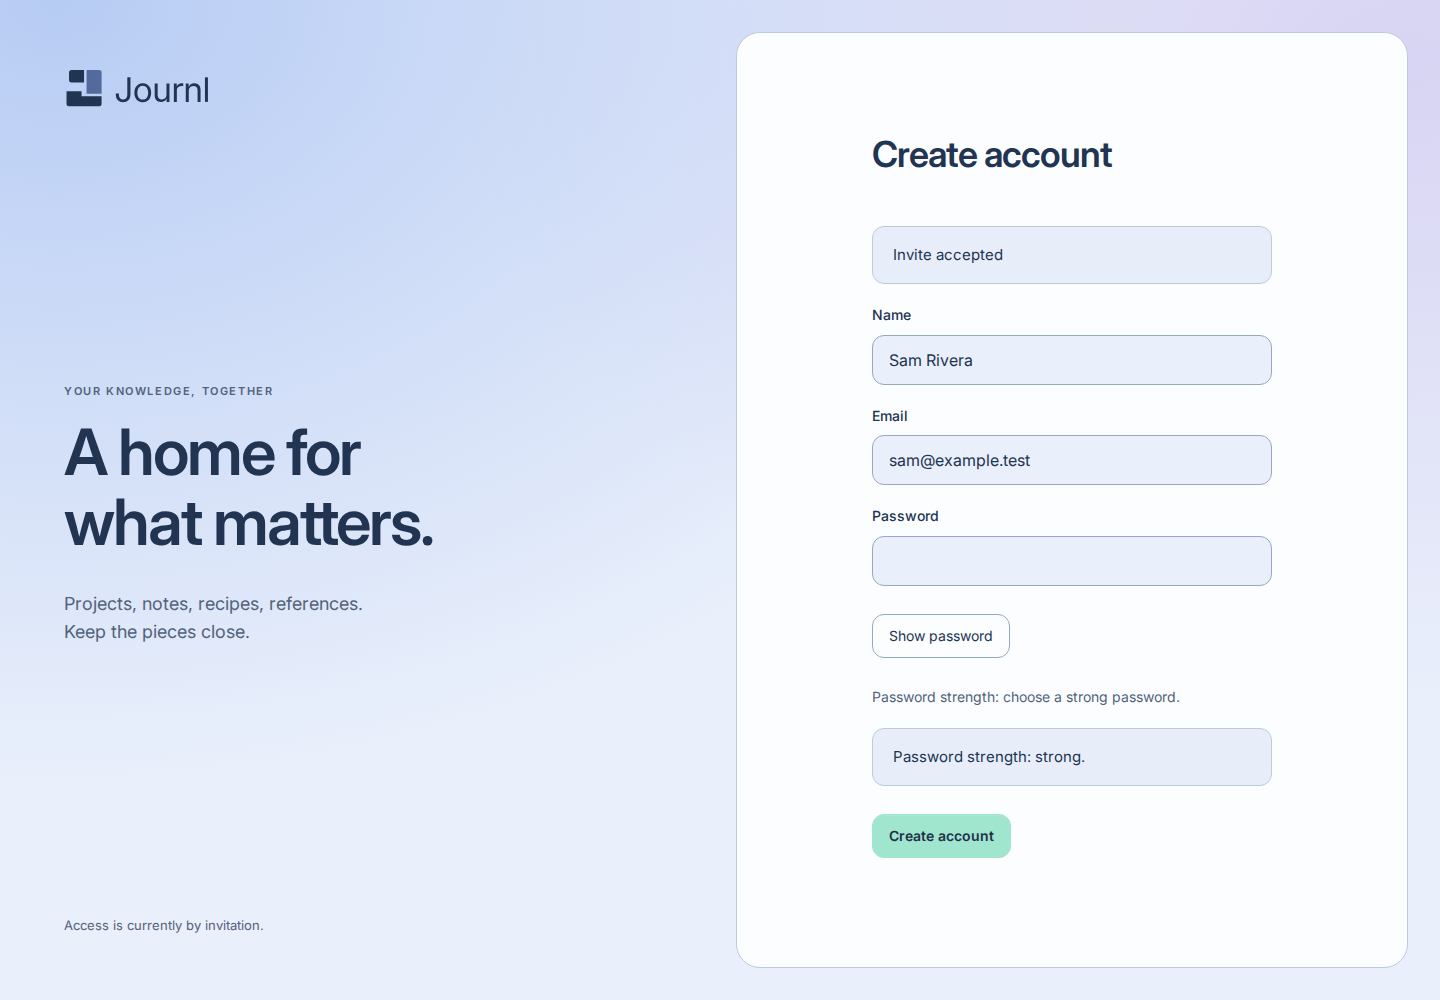 Journl
YOUR KNOWLEDGE, TOGETHER
A home for
what matters.
Projects, notes, recipes, references.
Keep the pieces close.
Access is currently by invitation.
Create account
Invite accepted
Name
Sam Rivera
Email
sam@example.test
Password
Show password
Password strength: choose a strong password.
Password strength: strong.
Create account